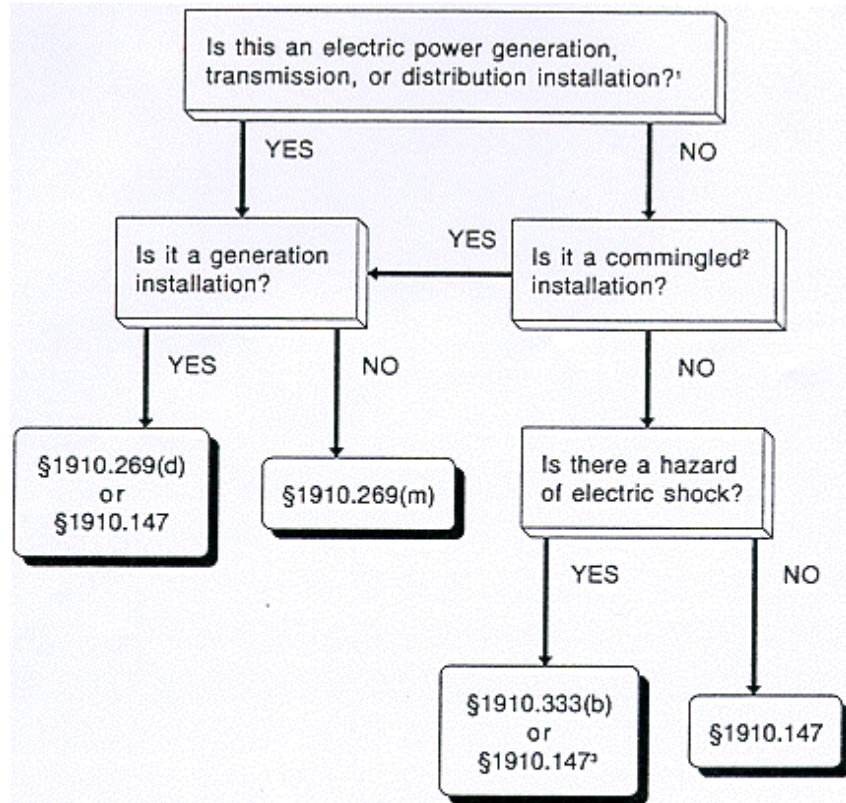 Is this an electric power generation,
transmission, or distribution installation?¹
YES
NO
Is it a generation
installation?
YES
Is it a commingled²
installation?
YES
NO
NO
§1910.269(d)
or
§1910.147
§1910.269(m)
Is there a hazard
of electric shock?
YES
NO
§1910.333(b)
or
§1910.147³
§1910.147